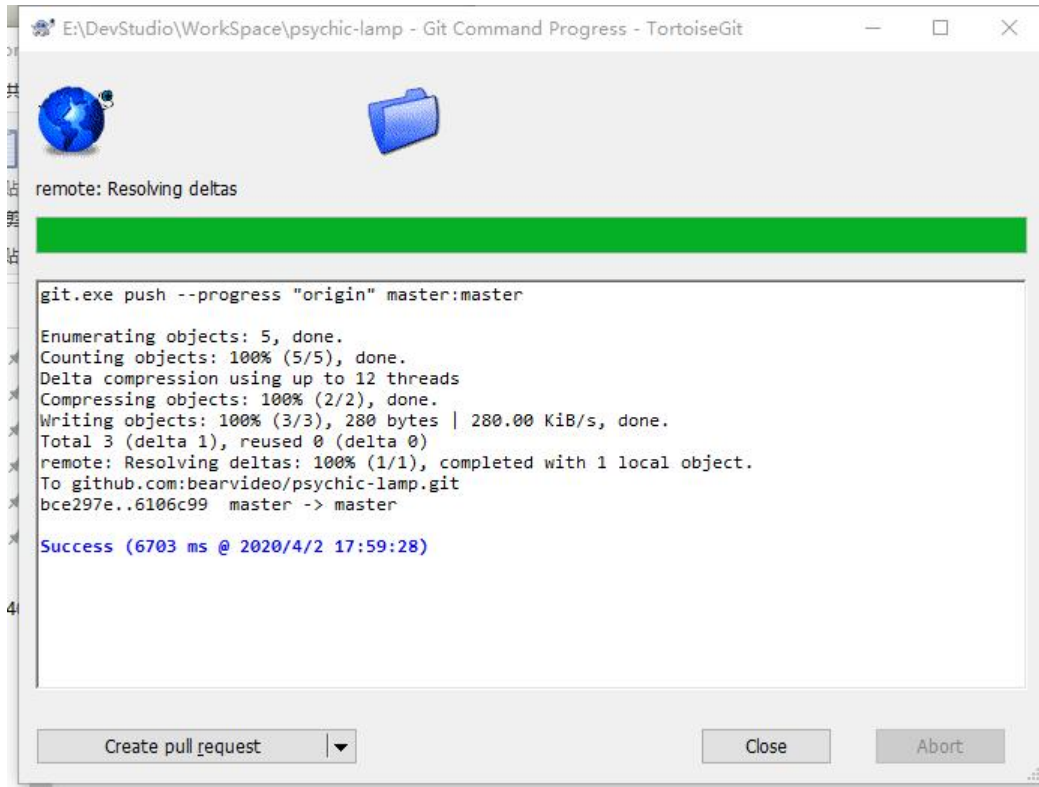 E:\DevStudio\WorkSpace\psychic-lamp - Git Command Progress - TortoiseGit
共
remote: Resolving deltas
贴
剪
贴
git.exe push --progress "origin" master:master
Enumerating objects: 5, done.
Counting objects: 100% (5/5), done.
Delta compression using up to 12 threads
Compressing objects: 100% (2/2), done.
Writing objects: 100% (3/3), 280 bytes | 280.00 KiB/s, done.
Total 3 (delta 1), reused 0 (delta 0)
remote: Resolving deltas: 100% (1/1), completed with 1 local object.
To github.com:bearvideo/psychic-lamp.git
bce297e..6106c99  master -> master
Success (6703 ms @ 2020/4/2 17:59:28)
Create pull request
Close
Abort